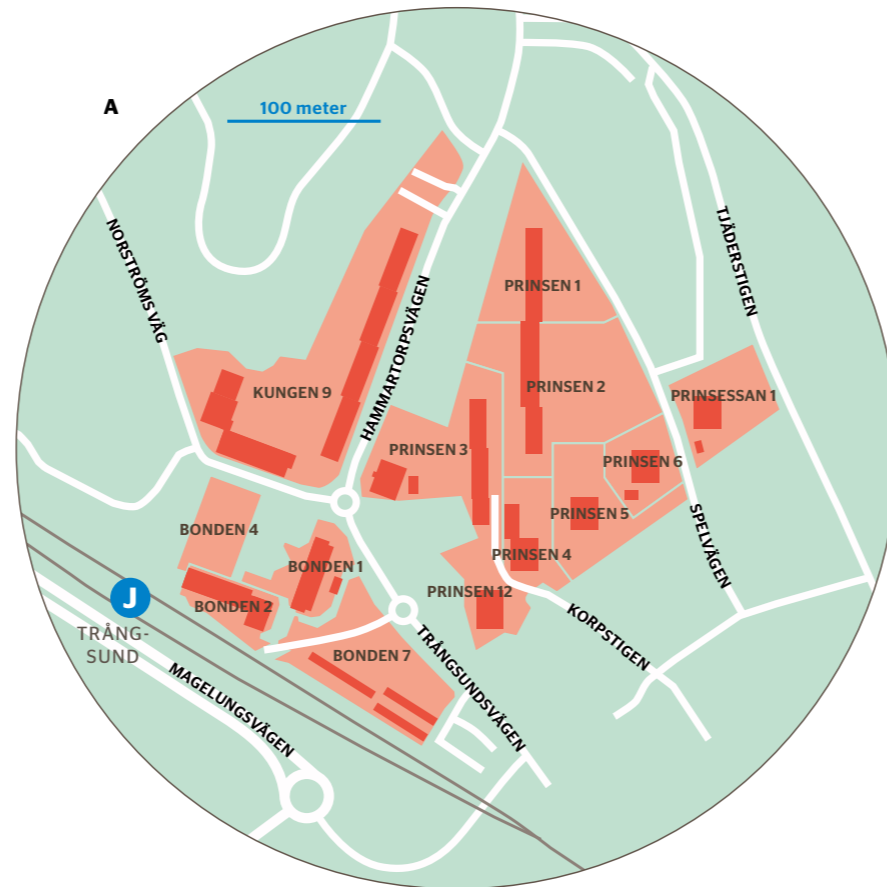 A
100 meter
NORSTRÖMS VÄG
HAMMARTORPSVÄGEN
TJÄDERSTIGEN
PRINSEN 1
KUNGEN 9
PRINSEN 2
PRINSESSAN 1
PRINSEN 3
PRINSEN 6
PRINSEN 5
SPELVÄGEN
BONDEN 4
BONDEN 1
PRINSEN 4
PRINSEN 12
BONDEN 2
J
TRÅNG-
SUND
KORPSTIGEN
BONDEN 7
TRÅNGSUNDSVÄGEN
MAGELUNGSVÄGEN